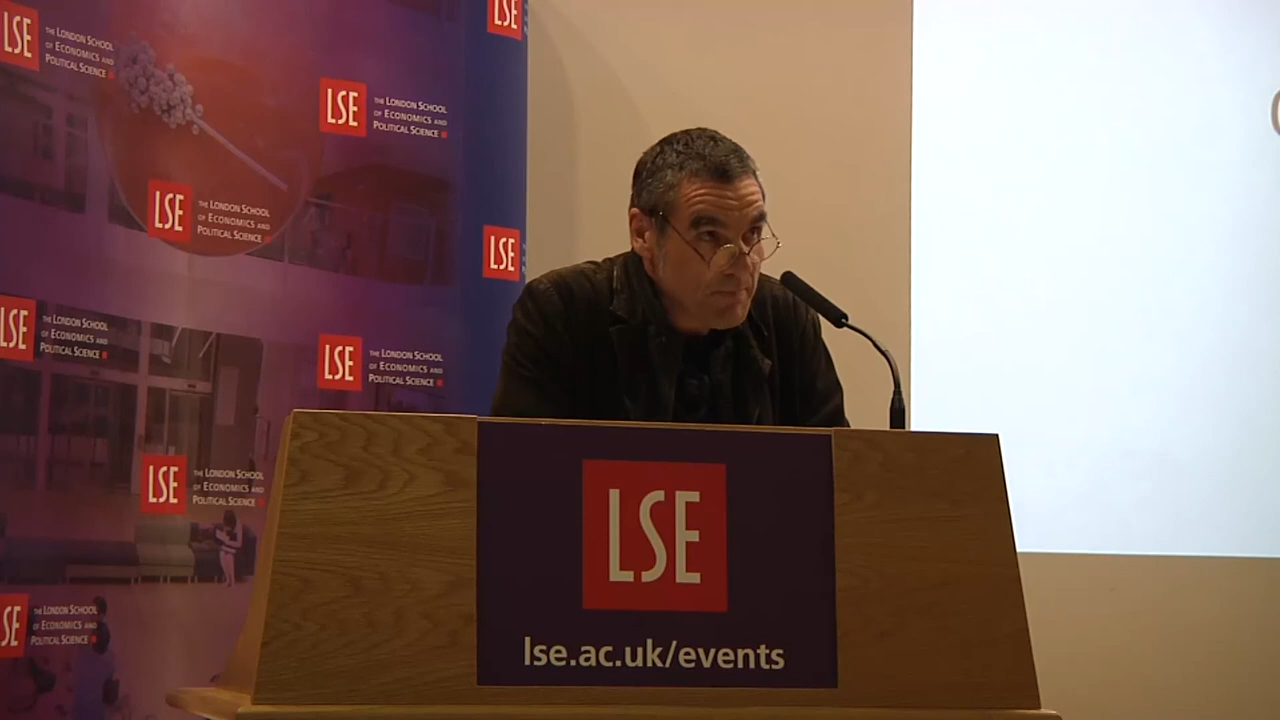 LSE
THE LONDON SCHOOL
OF ECONOMICS AND
POLITICAL SCIENCE
LSE
LSE
THE LONDON SCHOOL
OF ECONOMICS AND
POLITICAL SCIENCE
LSE
THE LONDON SCHOOL
OF ECONOMICS AND
POLITICAL SCIENCE
LSE
LSE
THE LONDON SCHOOL
OF ECONOMICS AND
POLITICAL SCIENCE
LSE
THE LONDON SCHOOL
OF ECONOMICS AND
POLITICAL SCIENCE
LSE
THE LONDON SCHOOL
OF ECONOMICS AND
POLITICAL SCIENCE
SE
THE LONDON SCHOOL
OF ECONOMICS AND
POLITICAL SCIENCE
LSE
lse.ac.uk/events